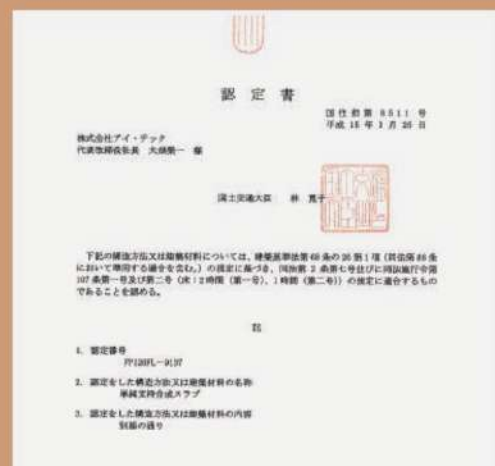 認定書
国住指第 8511 号
平成 15 年 3 月 25 日
株式会社アイ・テック
代表取締役社長 大畑榮一 様
国土交通大臣 林 寛子
下記の構造方法又は建築材料については、建築基準法第 68 条の 26 第 1 項（同法第 88 条
において準用する場合を含む。）の規定に基づき、同法第 2 条第七号並びに同法施行令第
107 条第一号及び第二号（床：2 時間（第一号）、1 時間（第二号））の規定に適合するもの
であることを認める。
記
1. 認定番号
FP120FL-9107
2. 認定をした構造方法又は建築材料の名称
単純支持合成スラブ
3. 認定をした構造方法又は建築材料の内容
別添の通り